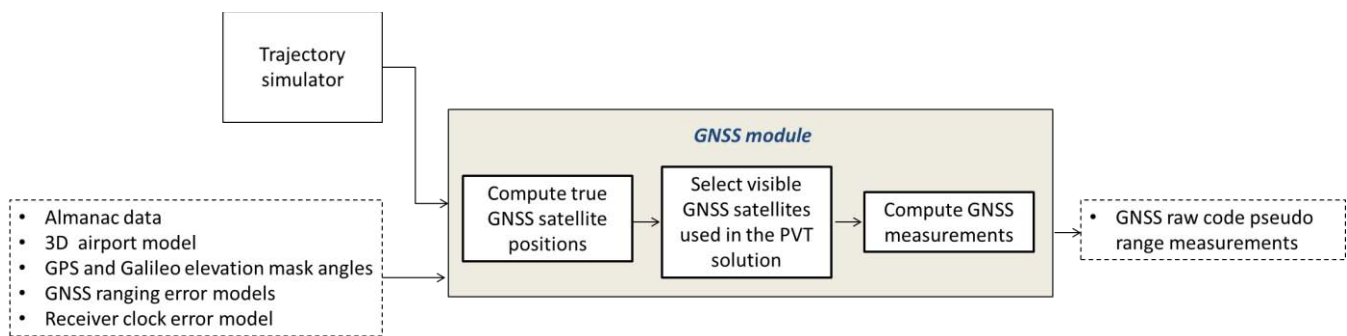 Trajectory
simulator
GNSS module
Compute true
GNSS satellite
positions
Select visible
GNSS satellites
used in the PVT
solution
Compute GNSS
measurements
• Almanac data
• 3D airport model
• GPS and Galileo elevation mask angles
• GNSS ranging error models
• Receiver clock error model
• GNSS raw code pseudo
range measurements